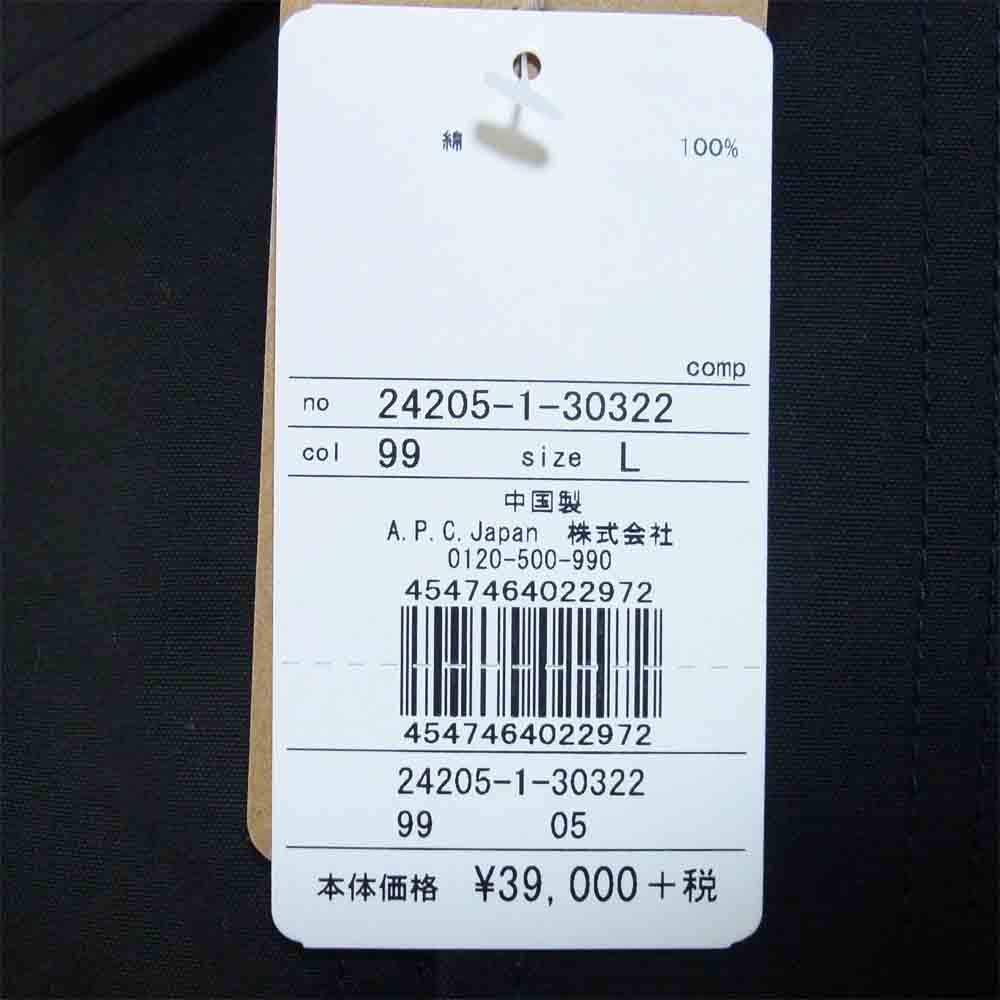 綿 100%
comp
no 24205-1-30322
col 99 size L
中国製
A.P.C.Japan 株式会社
0120-500-990
4547464022972
4547464022972
24205-1-30322
99 05
本体価格 ¥39,000+税